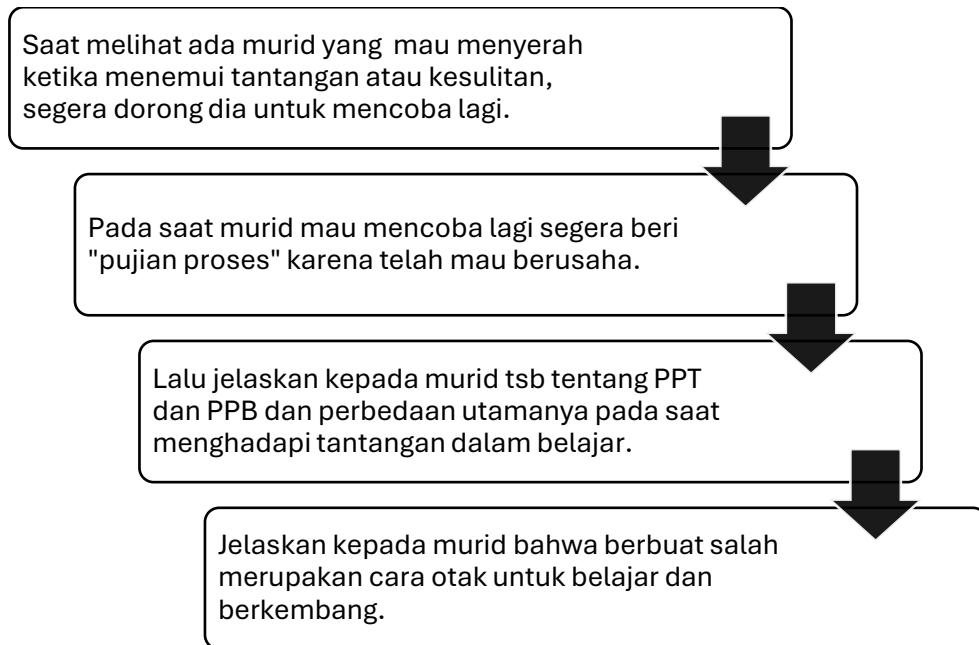 Saat melihat ada murid yang  mau menyerah
ketika menemui tantangan atau kesulitan,
segera dorong dia untuk mencoba lagi.
Pada saat murid mau mencoba lagi segera beri
"pujian proses" karena telah mau berusaha.
Lalu jelaskan kepada murid tsb tentang PPT
dan PPB dan perbedaan utamanya pada saat
menghadapi tantangan dalam belajar.
Jelaskan kepada murid bahwa berbuat salah
merupakan cara otak untuk belajar dan
berkembang.